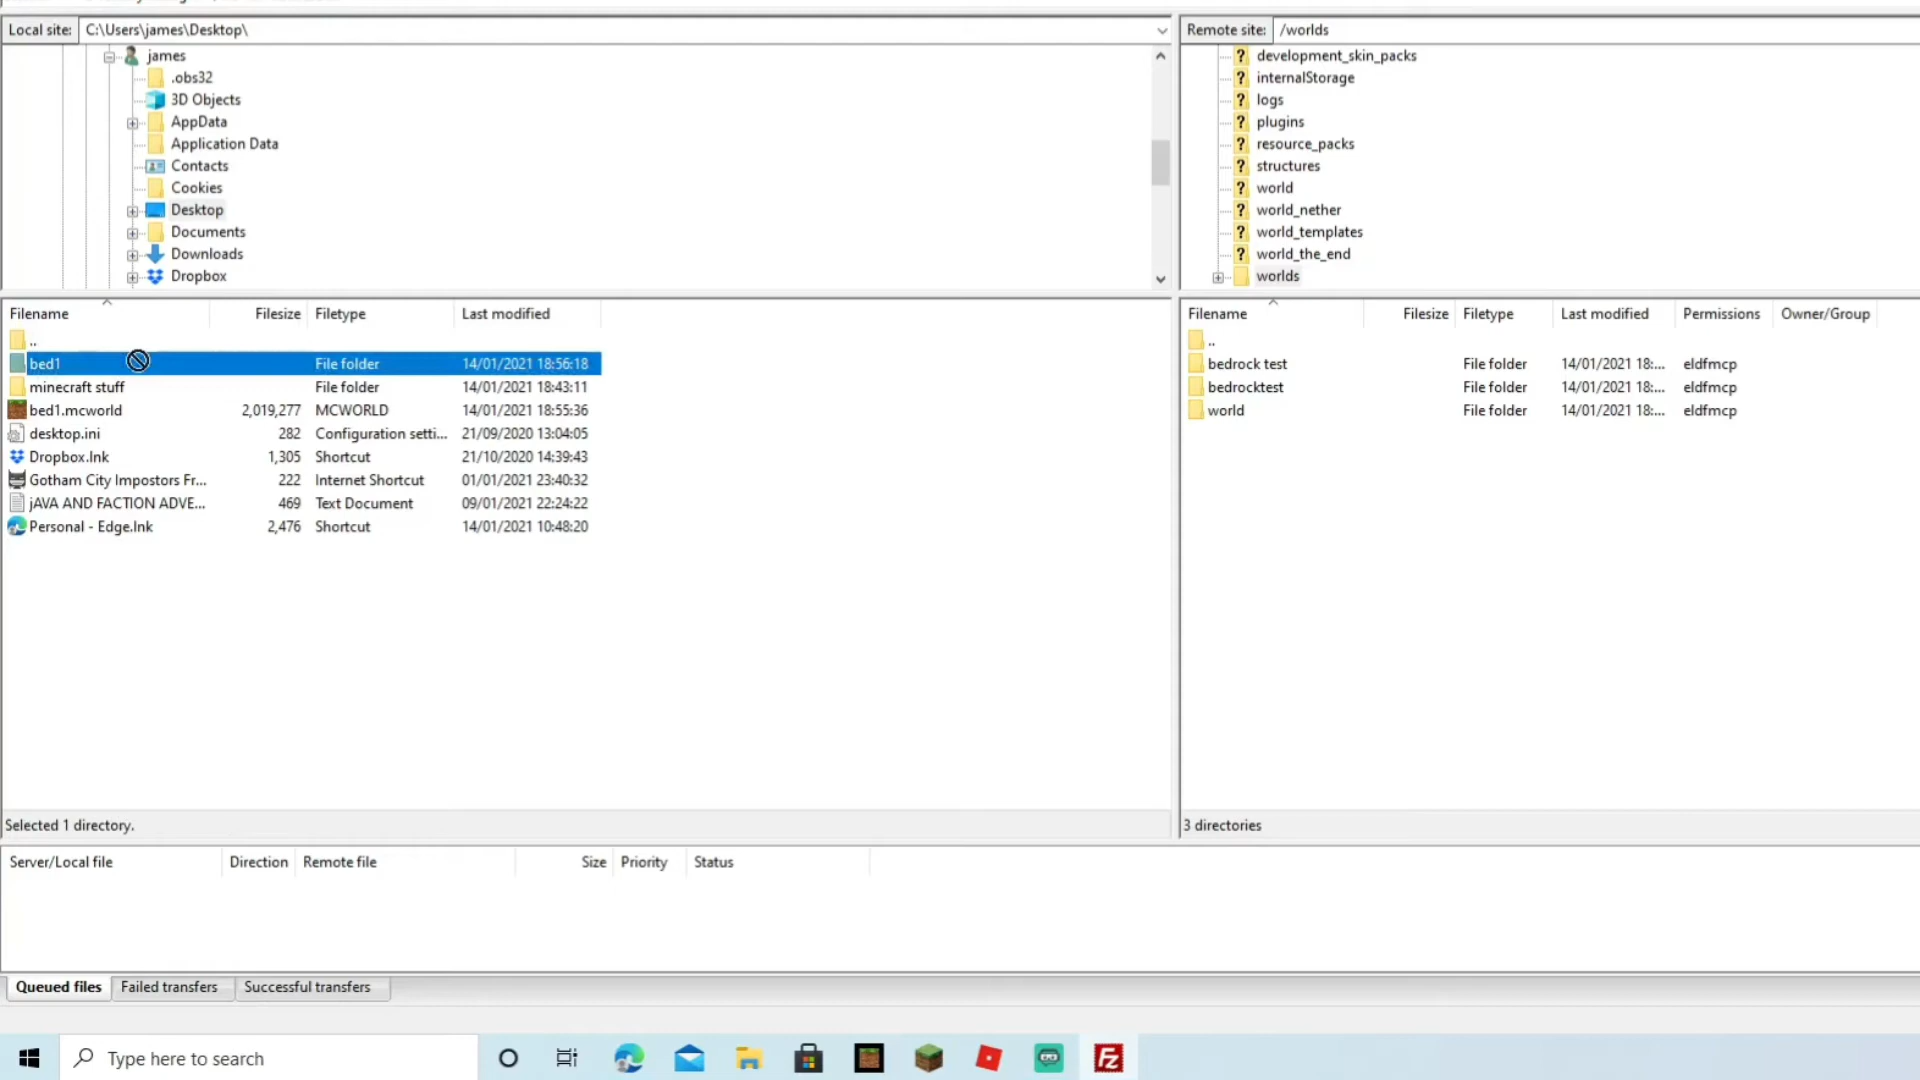 Local site: C:\Users\james\Desktop\
james
.obs32
3D Objects
AppData
Application Data
Contacts
Cookies
Desktop
Documents
Downloads
Dropbox
Remote site: /worlds
development_skin_packs
internalStorage
logs
plugins
resource_packs
structures
world
world_nether
world_templates
world_the_end
worlds
Filename Filesize Filetype Last modified
..
bed1 File folder 14/01/2021 18:56:18
minecraft stuff File folder 14/01/2021 18:43:11
bed1.mcworld 2,019,277 MCWORLD 14/01/2021 18:55:36
desktop.ini 282 Configuration setti... 21/09/2020 13:04:05
Dropbox.lnk 1,305 Shortcut 21/10/2020 14:39:43
Gotham City Impostors Fr... 222 Internet Shortcut 01/01/2021 23:40:32
jAVA AND FACTION ADVE... 469 Text Document 09/01/2021 22:24:22
Personal - Edge.lnk 2,476 Shortcut 14/01/2021 10:48:20
Selected 1 directory.
Filename Filesize Filetype Last modified Permissions Owner/Group
..
bedrock test File folder 14/01/2021 18:... eldfmcp
bedrocktest File folder 14/01/2021 18:... eldfmcp
world File folder 14/01/2021 18:... eldfmcp
3 directories
Server/Local file Direction Remote file Size Priority Status
Queued files Failed transfers Successful transfers
Type here to search